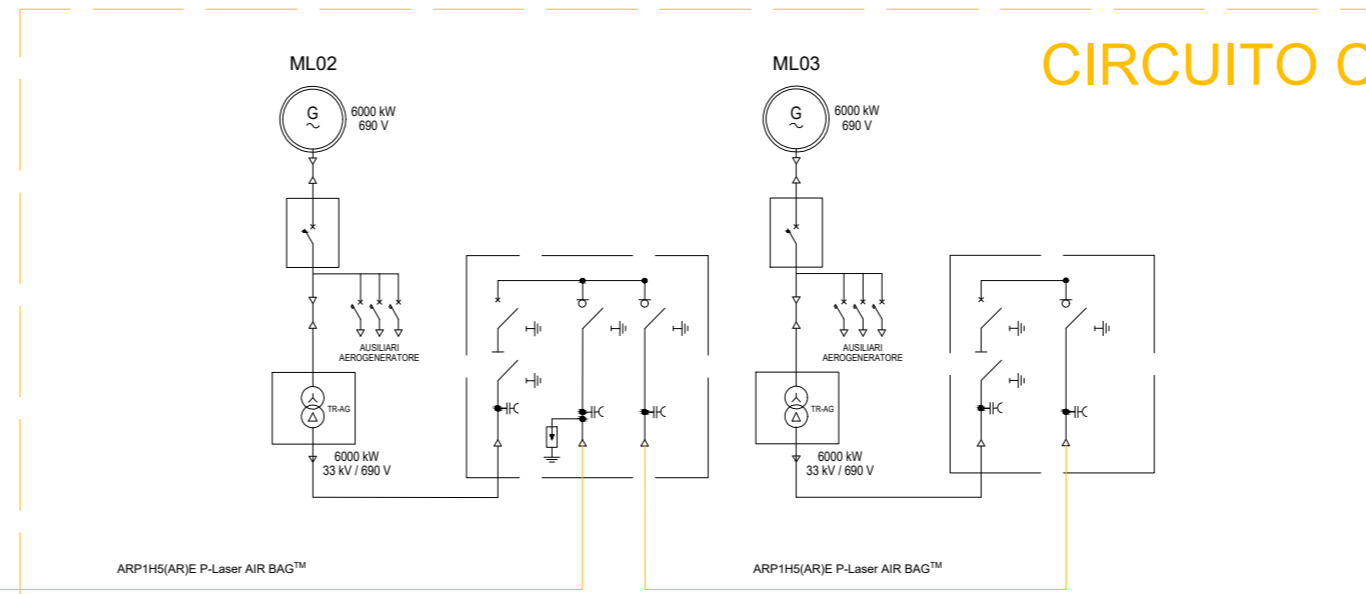 CIRCUITO C
ML02
G
6000 kW
690 V
AUSILIARI
AEROGENERATORE
TR-AG
6000 kW
33 kV / 690 V
ARP1H5(AR)E P-Laser AIR BAG™
ML03
G
6000 kW
690 V
AUSILIARI
AEROGENERATORE
TR-AG
6000 kW
33 kV / 690 V
ARP1H5(AR)E P-Laser AIR BAG™